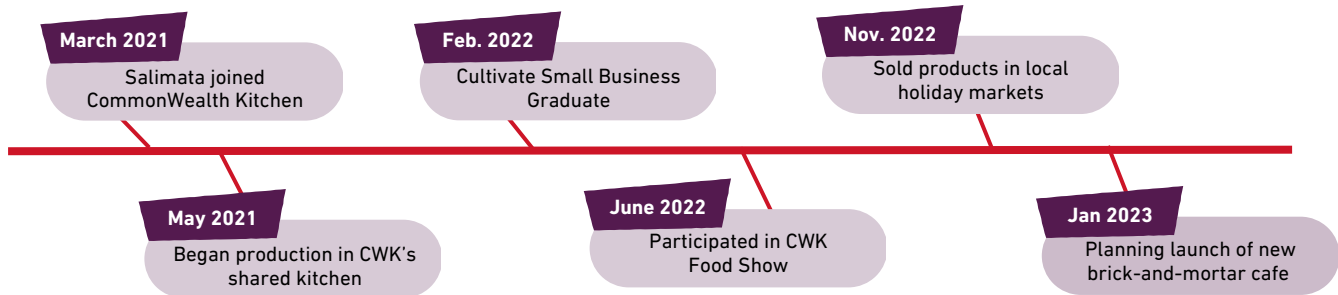 March 2021
Salimata joined
CommonWealth Kitchen
May 2021
Began production in CWK's
shared kitchen
Feb. 2022
Cultivate Small Business
Graduate
June 2022
Participated in CWK
Food Show
Nov. 2022
Sold products in local
holiday markets
Jan 2023
Planning launch of new
brick-and-mortar cafe